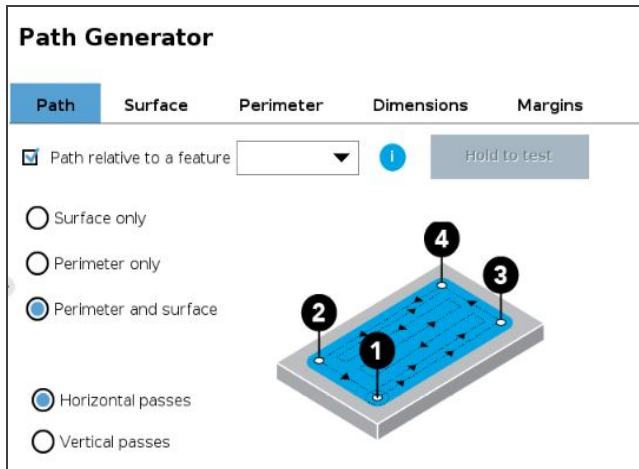 Path Generator
Path Surface Perimeter Dimensions Margins
Path relative to a feature i Hold to test
Surface only
Perimeter only
Perimeter and surface
4
3
2
1
Horizontal passes
Vertical passes